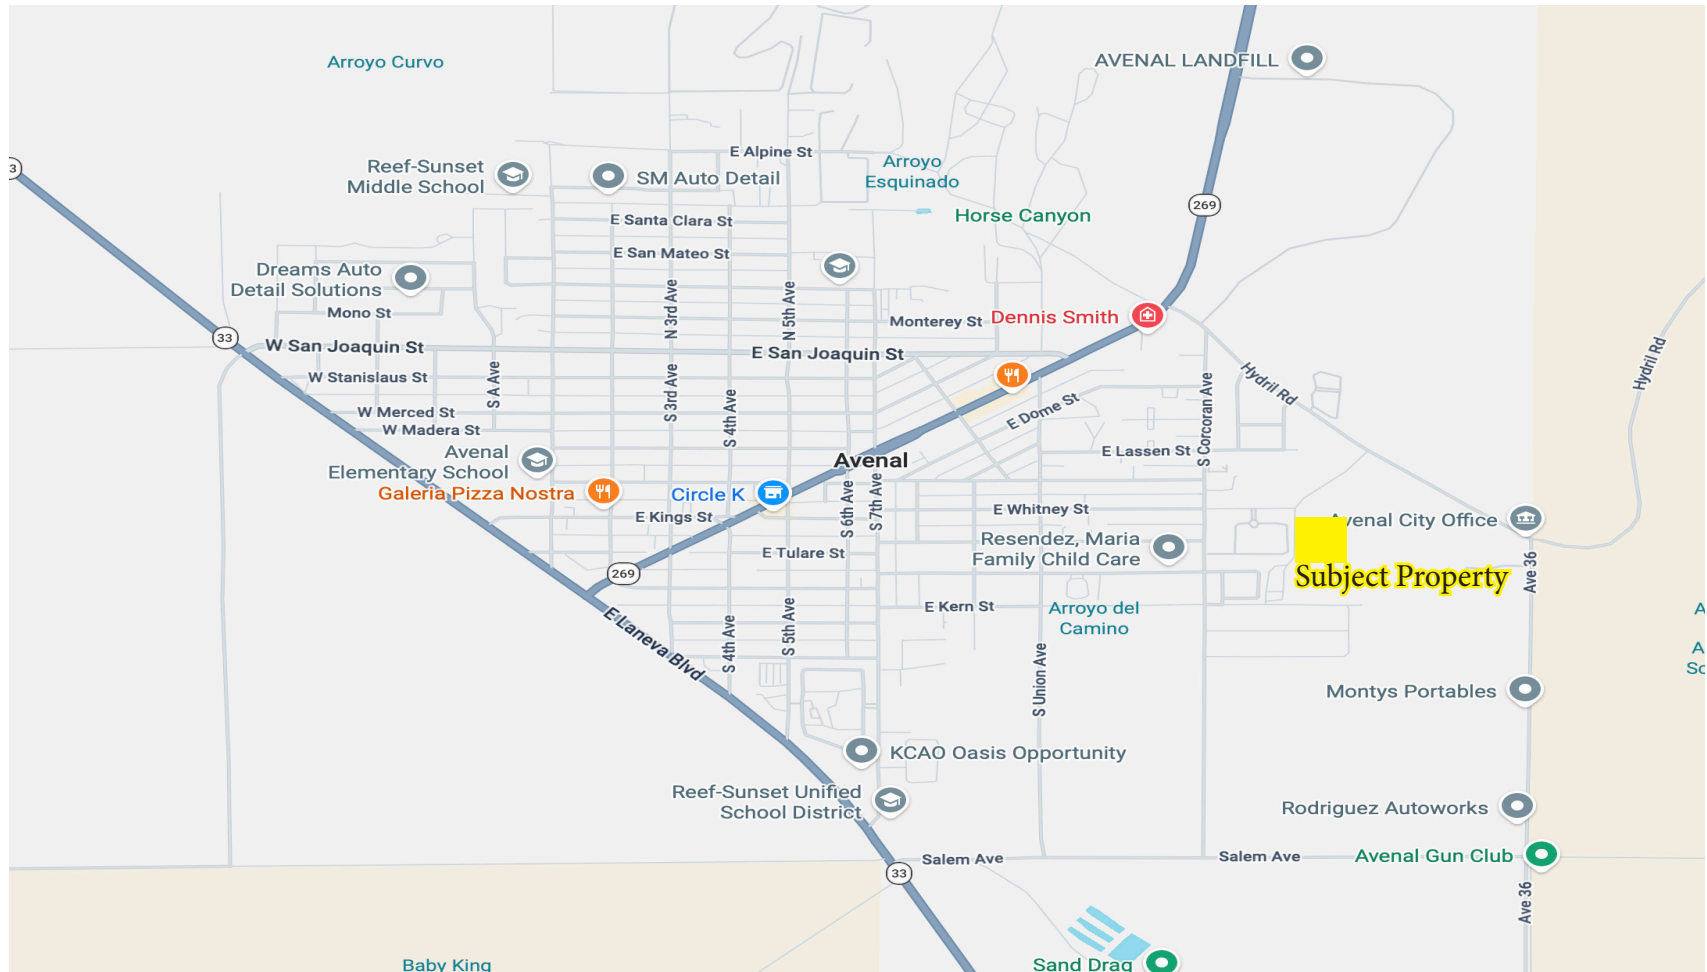 Arroyo Curvo
AVENAL LANDFILL
E Alpine St
Reef-Sunset
Middle School
SM Auto Detail
Arroyo
Esquinado
3
269
Horse Canyon
E Santa Clara St
E San Mateo St
Dreams Auto
Detail Solutions
Mono St
N 3rd Ave
N 5th Ave
Monterey St
Dennis Smith
33
W San Joaquin St
E San Joaquin St
W Stanislaus St
S A Ave
S 3rd Ave
S 4th Ave
Hydril Rd
Hydril Rd
W Merced St
W Madera St
E Dome St
S Corcoran Ave
E Lassen St
Avenal
Elementary School
Avenal
Galeria Pizza Nostra
Circle K
E Kings St
S 6th Ave
S 7th Ave
E Whitney St
Avenal City Office
Resendez, Maria
Family Child Care
E Tulare St
269
Subject Property
Ave 36
E Kern St
Arroyo del
Camino
E Laneva Blvd
S 4th Ave
S 5th Ave
S Union Ave
A
A
Sc
Montys Portables
KCAO Oasis Opportunity
Reef-Sunset Unified
School District
Rodriguez Autoworks
Salem Ave
Salem Ave
Avenal Gun Club
33
Ave 36
Baby King
Sand Drag